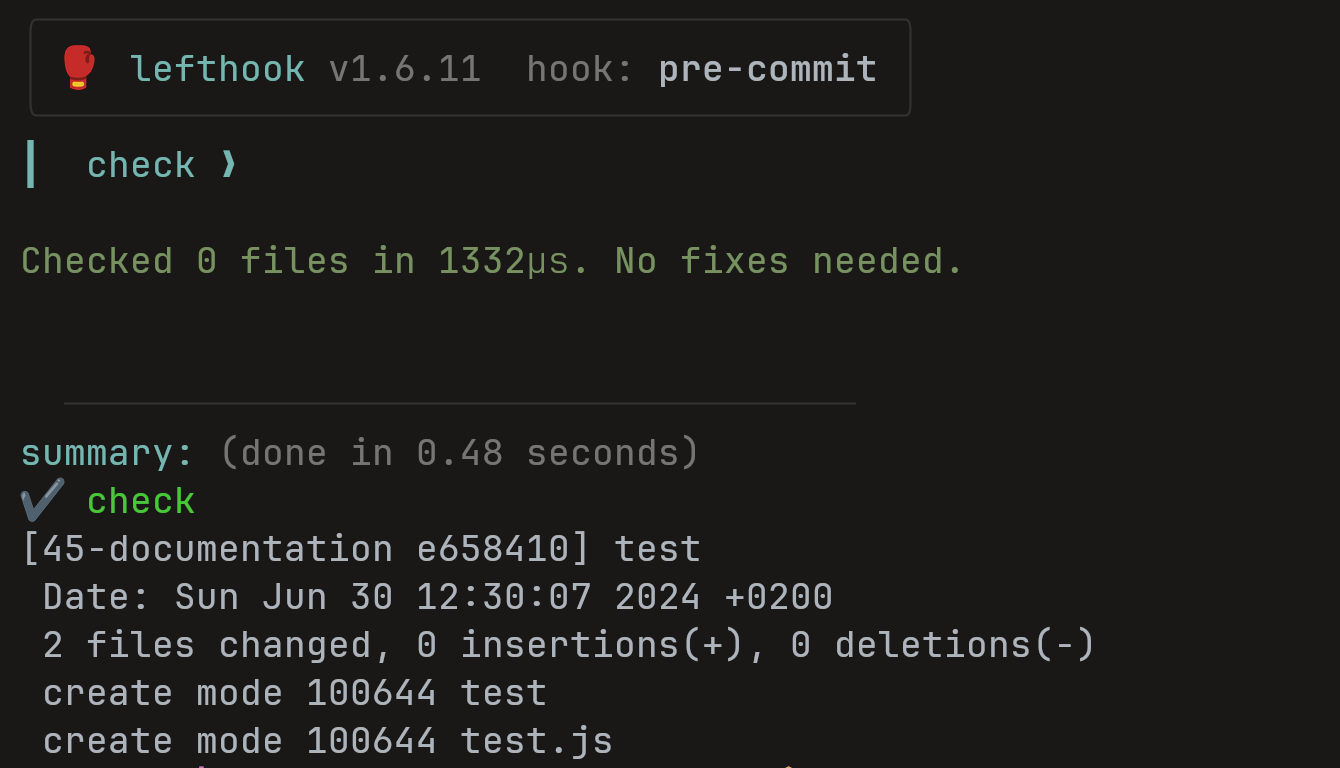 🥊 lefthook v1.6.11  hook: pre-commit
┃  check ❯
Checked 0 files in 1332µs. No fixes needed.
summary: (done in 0.48 seconds)
✔️ check
[45-documentation e658410] test
 Date: Sun Jun 30 12:30:07 2024 +0200
 2 files changed, 0 insertions(+), 0 deletions(-)
 create mode 100644 test
 create mode 100644 test.js